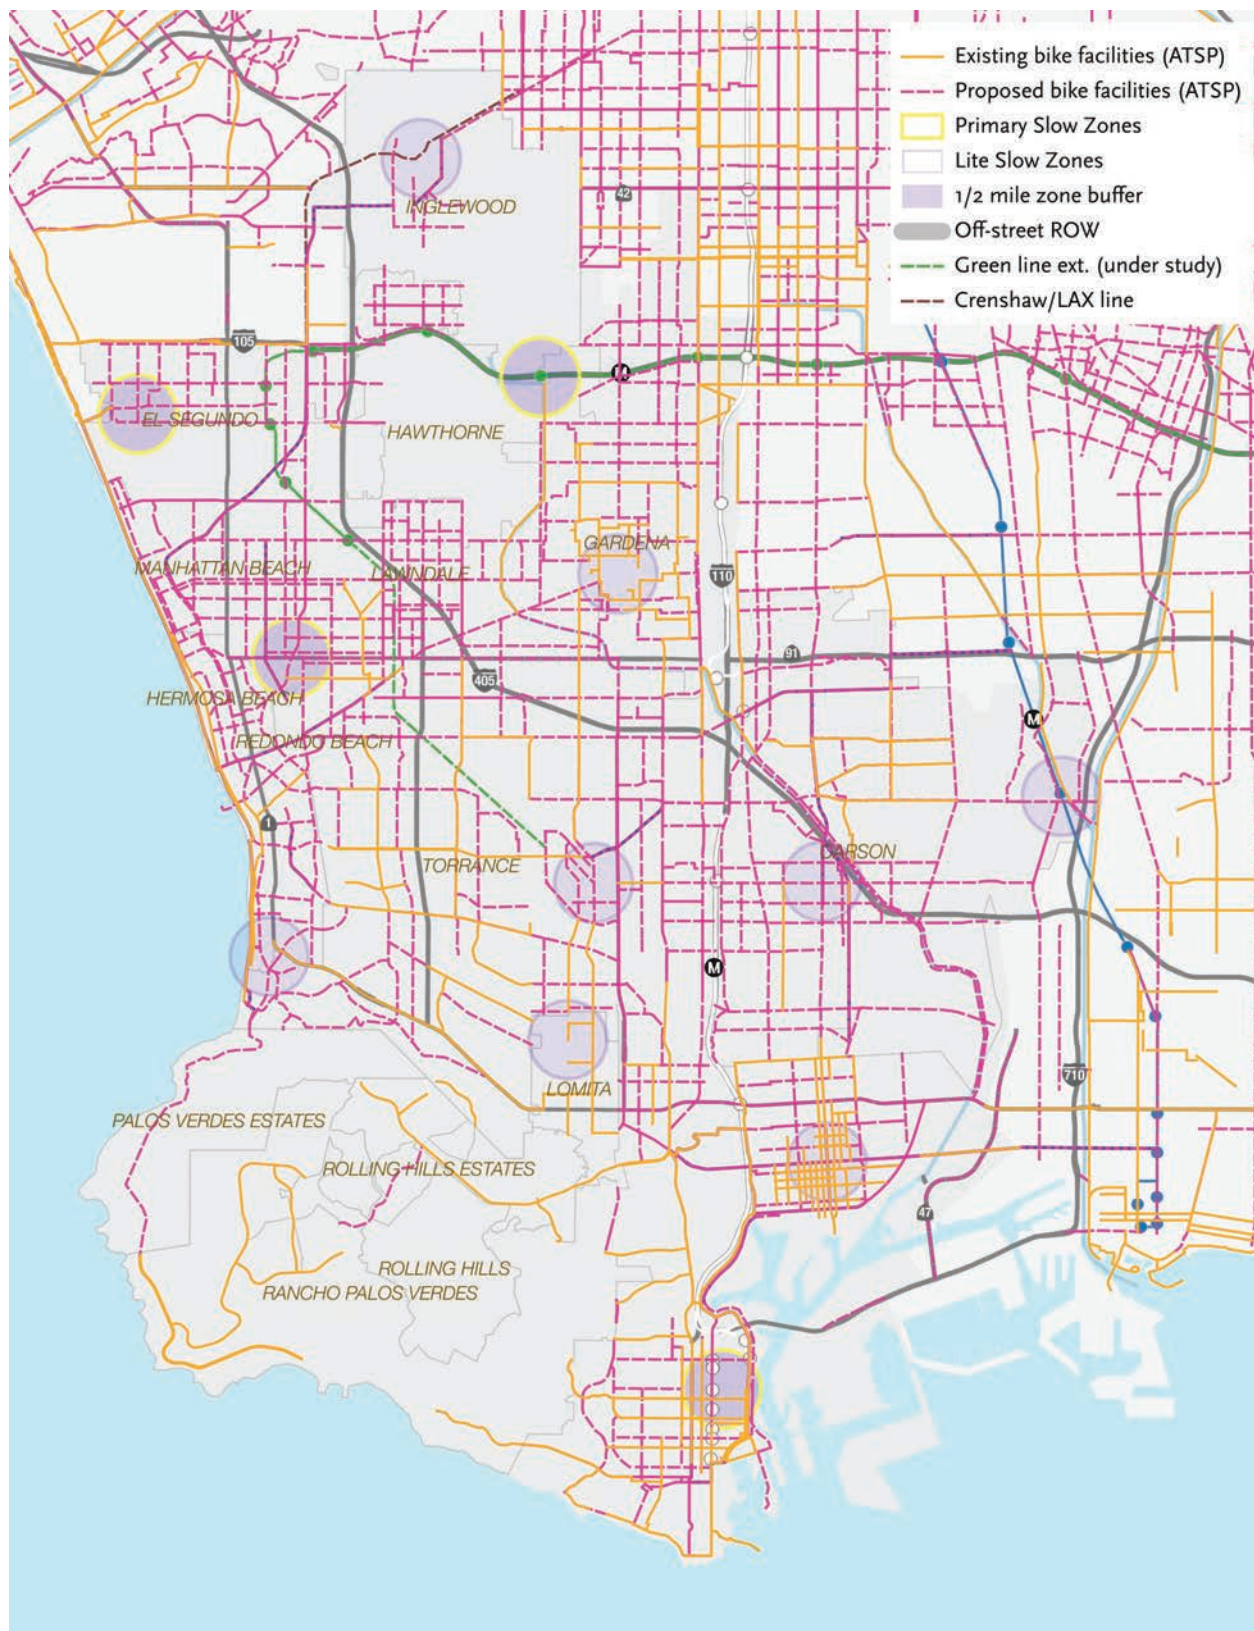 Existing bike facilities (ATSP)
Proposed bike facilities (ATSP)
Primary Slow Zones
Lite Slow Zones
1/2 mile zone buffer
Off-street ROW
Green line ext. (under study)
Crenshaw/LAX line
42
INGLEWOOD
105
M
EL SEGUNDO
HAWTHORNE
GARDENA
MANHATTAN BEACH
LAWNDALE
110
91
405
HERMOSA BEACH
M
REDONDO BEACH
1
CARSON
TORRANCE
M
710
LOMITA
PALOS VERDES ESTATES
ROLLING HILLS ESTATES
47
ROLLING HILLS
RANCHO PALOS VERDES